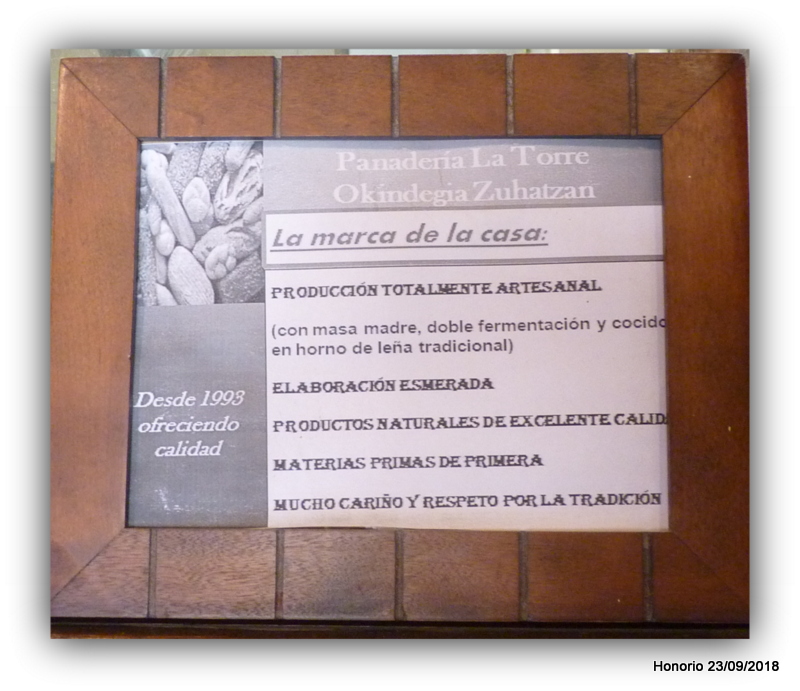 Panadería La Torre
Okíndegia Zuhatzan
La marca de la casa:
PRODUCCIÓN TOTALMENTE ARTESANAL
(con masa madre, doble fermentación y cocido
en horno de leña tradicional)
ELABORACIÓN ESMERADA
PRODUCTOS NATURALES DE EXCELENTE CALID
MATERIAS PRIMAS DE PRIMERA
MUCHO CARIÑO Y RESPETO POR LA TRADICIÓN
Desde 1993
ofreciendo
calidad
Honorio 23/09/2018